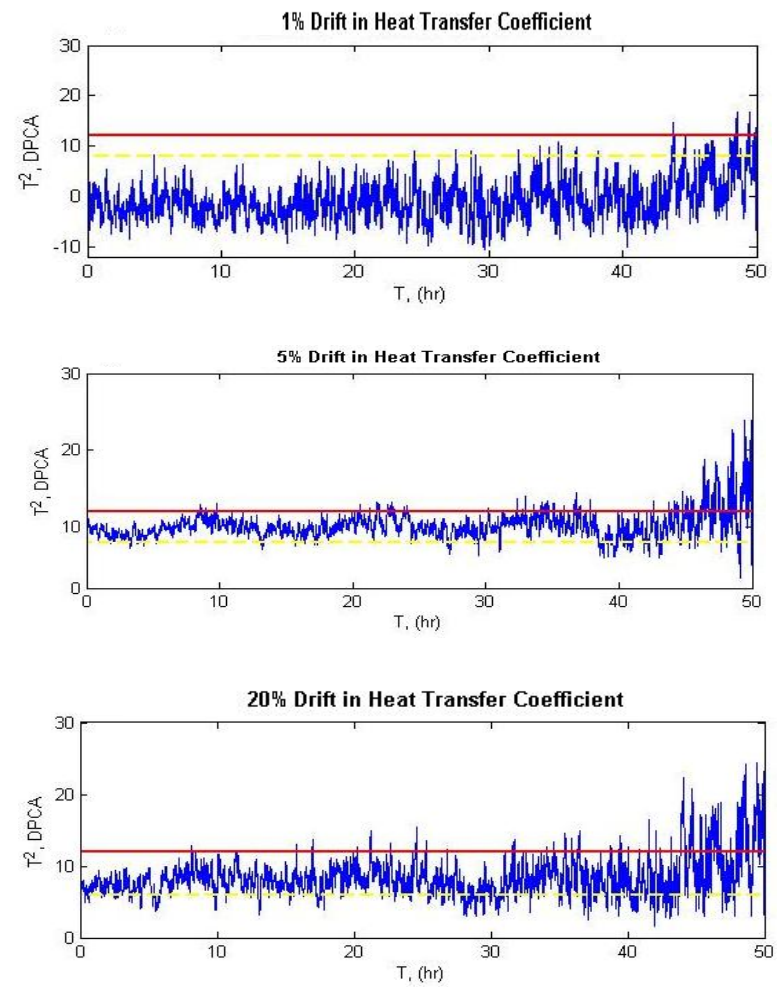 1% Drift in Heat Transfer Coefficient
30
20
10
0
-10
T², DPCA
0 10 20 30 40 50
T, (hr)
5% Drift in Heat Transfer Coefficient
30
20
10
0
T², DPCA
0 10 20 30 40 50
T, (hr)
20% Drift in Heat Transfer Coefficient
30
20
10
0
T², DPCA
0 10 20 30 40 50
T, (hr)